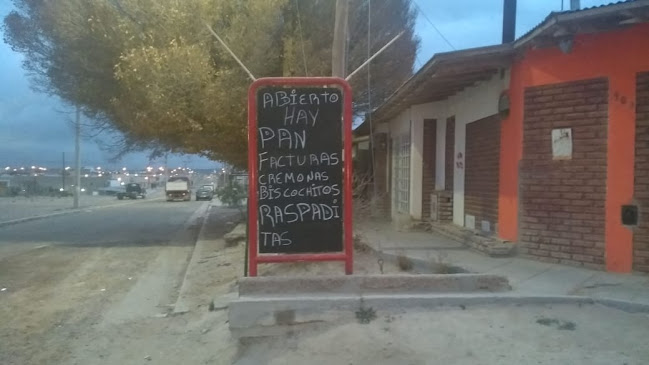 ABiERTO
HAY
PAN
FACTURAS
CREMONAS
BISCOCHITOS
RASPADi
TAS